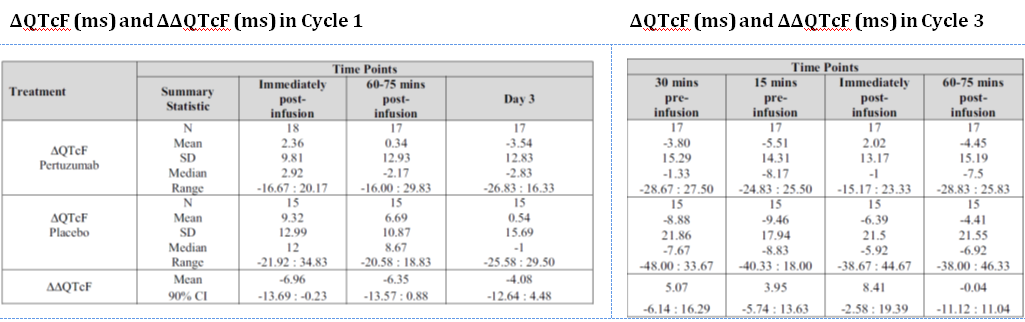 ΔQTcF (ms) and ΔΔQTcF (ms) in Cycle 1
Time Points
Treatment Summary Statistic Immediately post-infusion 60-75 mins post-infusion Day 3
ΔQTcF Pertuzumab
N 18 17 17
Mean 2.36 0.34 -3.54
SD 9.81 12.93 12.83
Median 2.92 -2.17 -2.83
Range -16.67 : 20.17 -16.00 : 29.83 -26.83 : 16.33
ΔQTcF Placebo
N 15 15 15
Mean 9.32 6.69 0.54
SD 12.99 10.87 15.69
Median 12 8.67 -1
Range -21.92 : 34.83 -20.58 : 18.83 -25.58 : 29.50
ΔΔQTcF
Mean -6.96 -6.35 -4.08
90% CI -13.69 : -0.23 -13.57 : 0.88 -12.64 : 4.48
ΔQTcF (ms) and ΔΔQTcF (ms) in Cycle 3
Time Points
30 mins pre-infusion 15 mins pre-infusion Immediately post-infusion 60-75 mins post-infusion
17 17 17 17
-3.80 -5.51 2.02 -4.45
15.29 14.31 13.17 15.19
-1.33 -8.17 -1 -7.5
-28.67 : 27.50 -24.83 : 25.50 -15.17 : 23.33 -28.83 : 25.83
15 15 15 15
-8.88 -9.46 -6.39 -4.41
21.86 17.94 21.5 21.55
-7.67 -8.83 -5.92 -6.92
-48.00 : 33.67 -40.33 : 18.00 -38.67 : 44.67 -38.00 : 46.33
5.07 3.95 8.41 -0.04
-6.14 : 16.29 -5.74 : 13.63 -2.58 : 19.39 -11.12 : 11.04